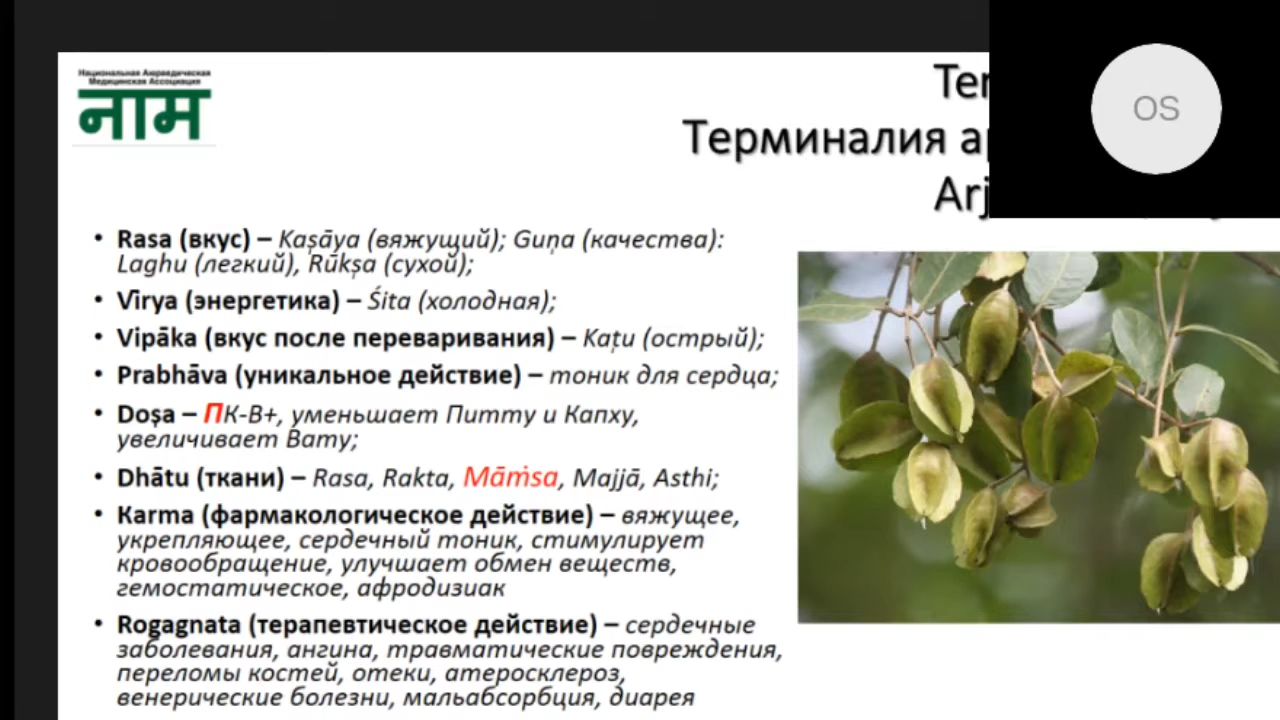 Национальная Аюрведическая
Медицинская Ассоциация
नाम
Терминалия
OS
• Rasa (вкус) – Kaṣāya (вяжущий); Guṇa (качества):
Laghu (легкий), Rūkṣa (сухой);
• Vīrya (энергетика) – Śita (холодная);
• Vipāka (вкус после переваривания) – Kaṭu (острый);
• Prabhāva (уникальное действие) – тоник для сердца;
• Doṣa – ПК-В+, уменьшает Питту и Капху,
увеличивает Вату;
• Dhātu (ткани) – Rasa, Rakta, Māṁsa, Majjā, Asthi;
• Karma (фармакологическое действие) – вяжущее,
укрепляющее, сердечный тоник, стимулирует
кровообращение, улучшает обмен веществ,
гемостатическое, афродизиак
• Rogagnata (терапевтическое действие) – сердечные
заболевания, ангина, травматические повреждения,
переломы костей, отеки, атеросклероз,
венерические болезни, мальабсорбция, диарея